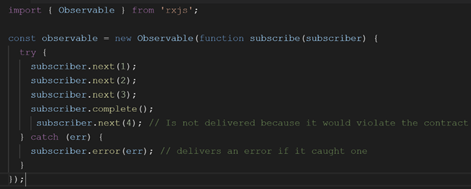 import { Observable } from 'rxjs';

const observable = new Observable(function subscribe(subscriber) {
  try {
    subscriber.next(1);
    subscriber.next(2);
    subscriber.next(3);
    subscriber.complete();
     subscriber.next(4); // Is not delivered because it would violate the contract
  } catch (err) {
    subscriber.error(err); // delivers an error if it caught one
  }
});